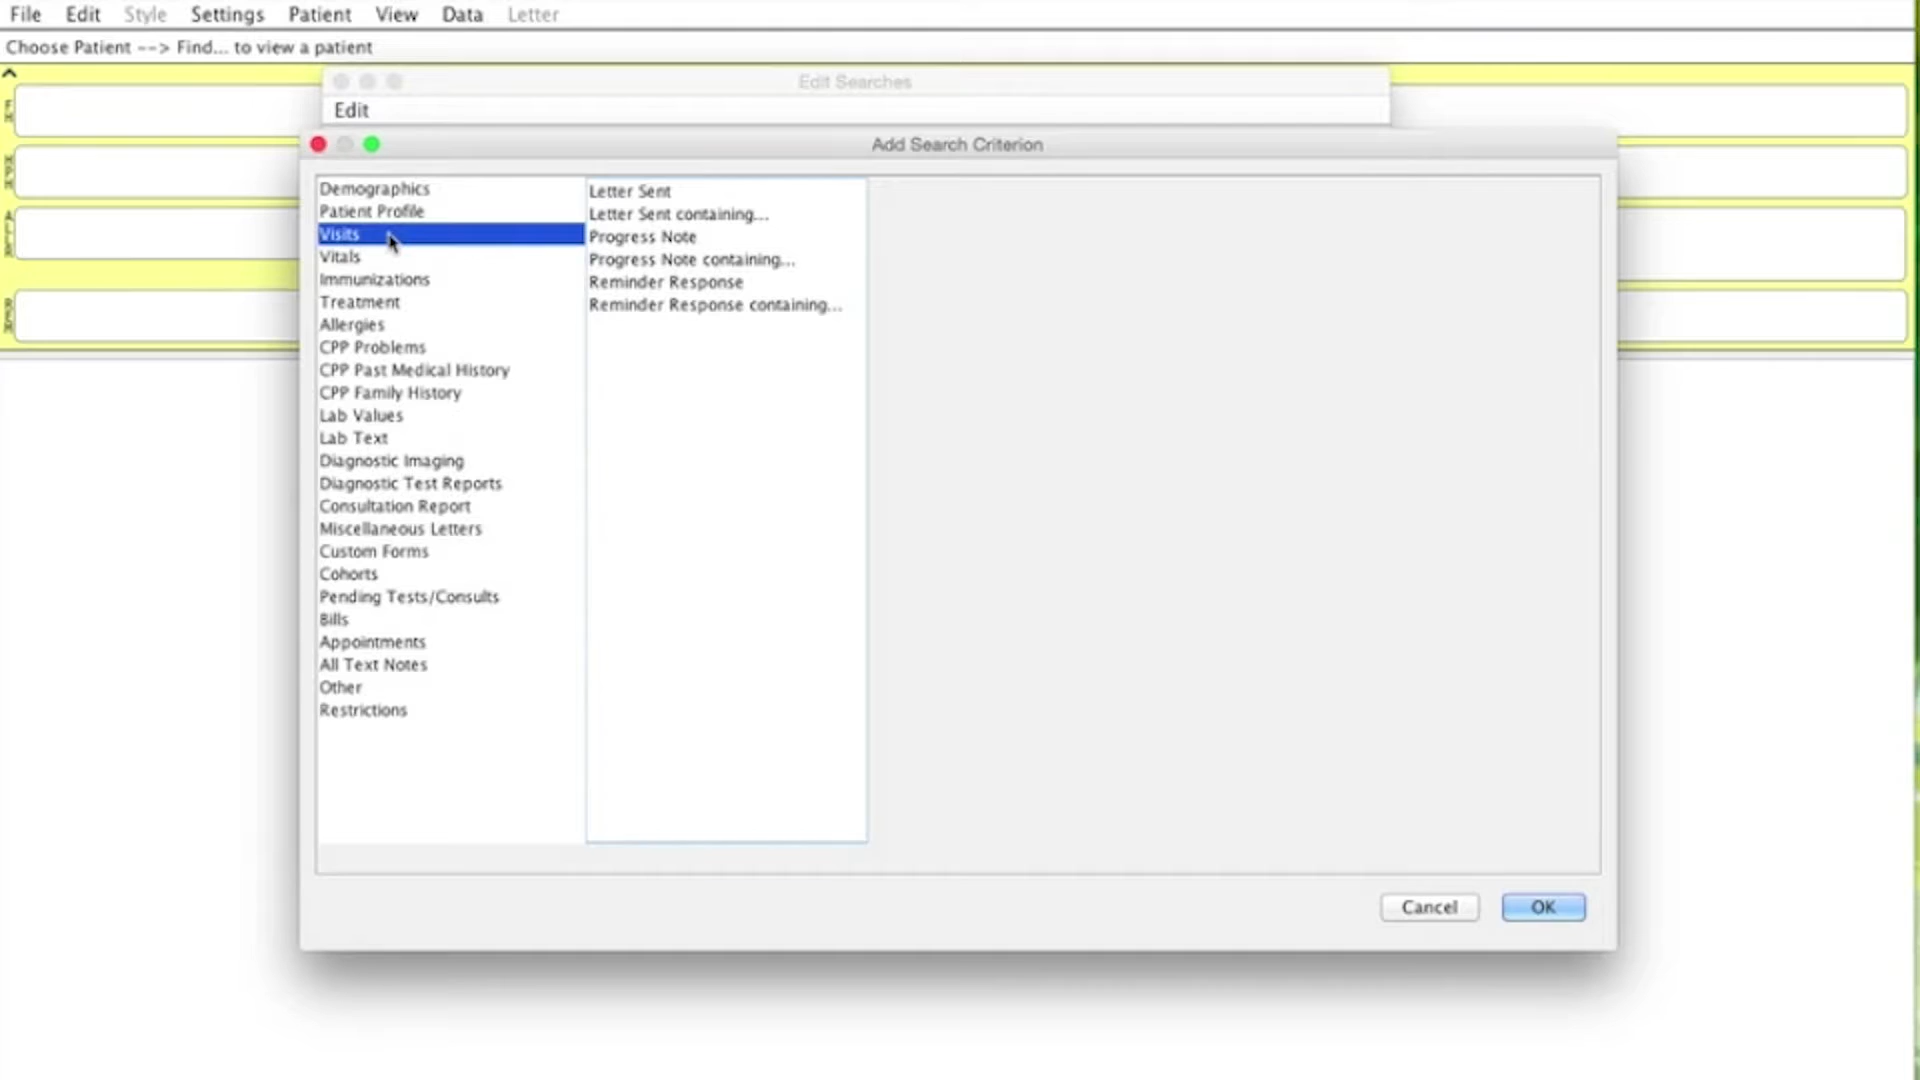 File Edit Style Settings Patient View Data Letter
Choose Patient --> Find... to view a patient
Edit Searches
Edit
Add Search Criterion
Demographics
Patient Profile
Visits
Vitals
Immunizations
Treatment
Allergies
CPP Problems
CPP Past Medical History
CPP Family History
Lab Values
Lab Text
Diagnostic Imaging
Diagnostic Test Reports
Consultation Report
Miscellaneous Letters
Custom Forms
Cohorts
Pending Tests/Consults
Bills
Appointments
All Text Notes
Other
Restrictions
Letter Sent
Letter Sent containing...
Progress Note
Progress Note containing...
Reminder Response
Reminder Response containing...
Cancel
OK